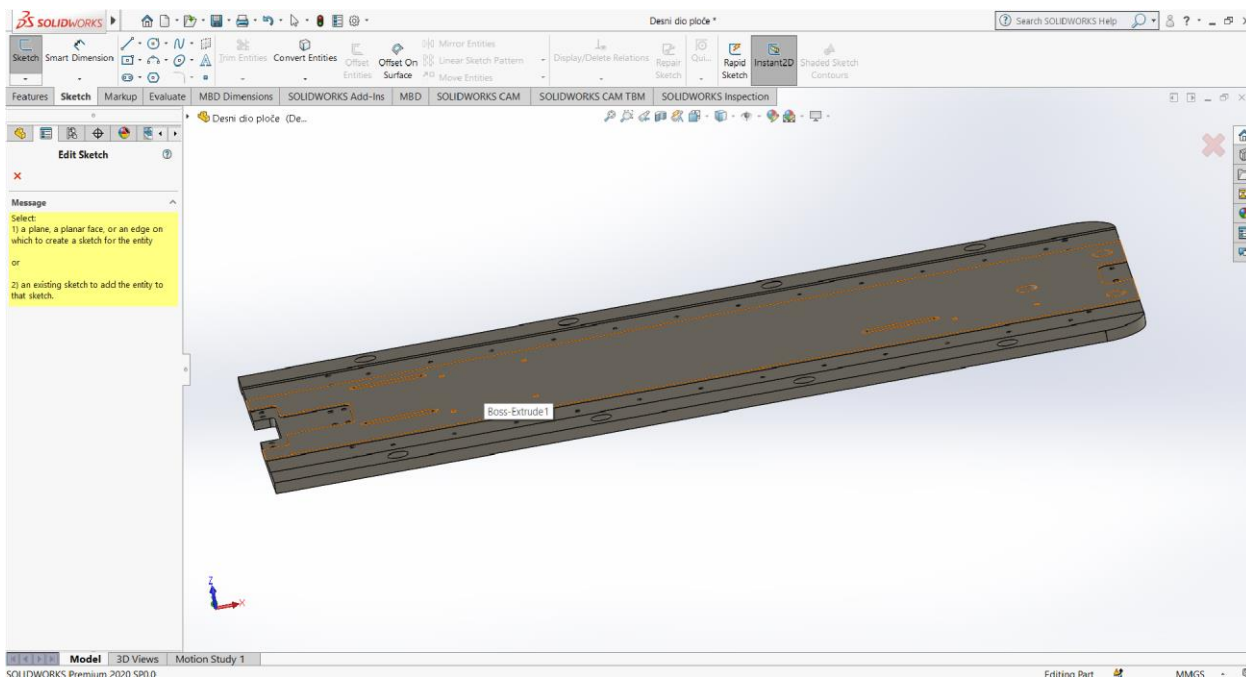 SOLIDWORKS
Desni dio ploče *
Search SOLIDWORKS Help
Sketch Smart Dimension Trim Entities Convert Entities Offset Entities Offset On Surface Mirror Entities Display/Delete Relations Repair Sketch Qui... Rapid Sketch Instant2D Shaded Sketch Contours
Linear Sketch Pattern
Move Entities
Features Sketch Markup Evaluate MBD Dimensions SOLIDWORKS Add-Ins MBD SOLIDWORKS CAM SOLIDWORKS CAM TBM SOLIDWORKS Inspection
Desni dio ploče (De...
Edit Sketch
Message
Select:
1) a plane, a planar face, or an edge on
which to create a sketch for the entity
or
2) an existing sketch to add the entity to
that sketch.
Boss-Extrude1
Z
X
Model 3D Views Motion Study 1
SOLIDWORKS Premium 2020 SP0.0
Editing Part MMGS